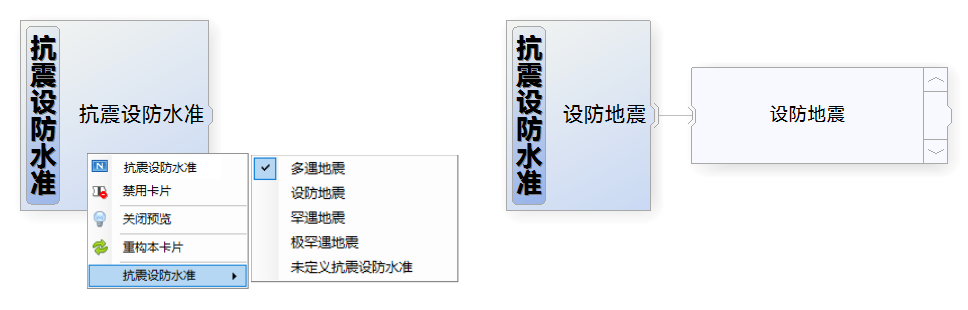 抗震设防水准
抗震设防水准
抗震设防水准
禁用卡片
关闭预览
重构本卡片
抗震设防水准
多遇地震
设防地震
罕遇地震
极罕遇地震
未定义抗震设防水准
抗震设防水准
设防地震
设防地震